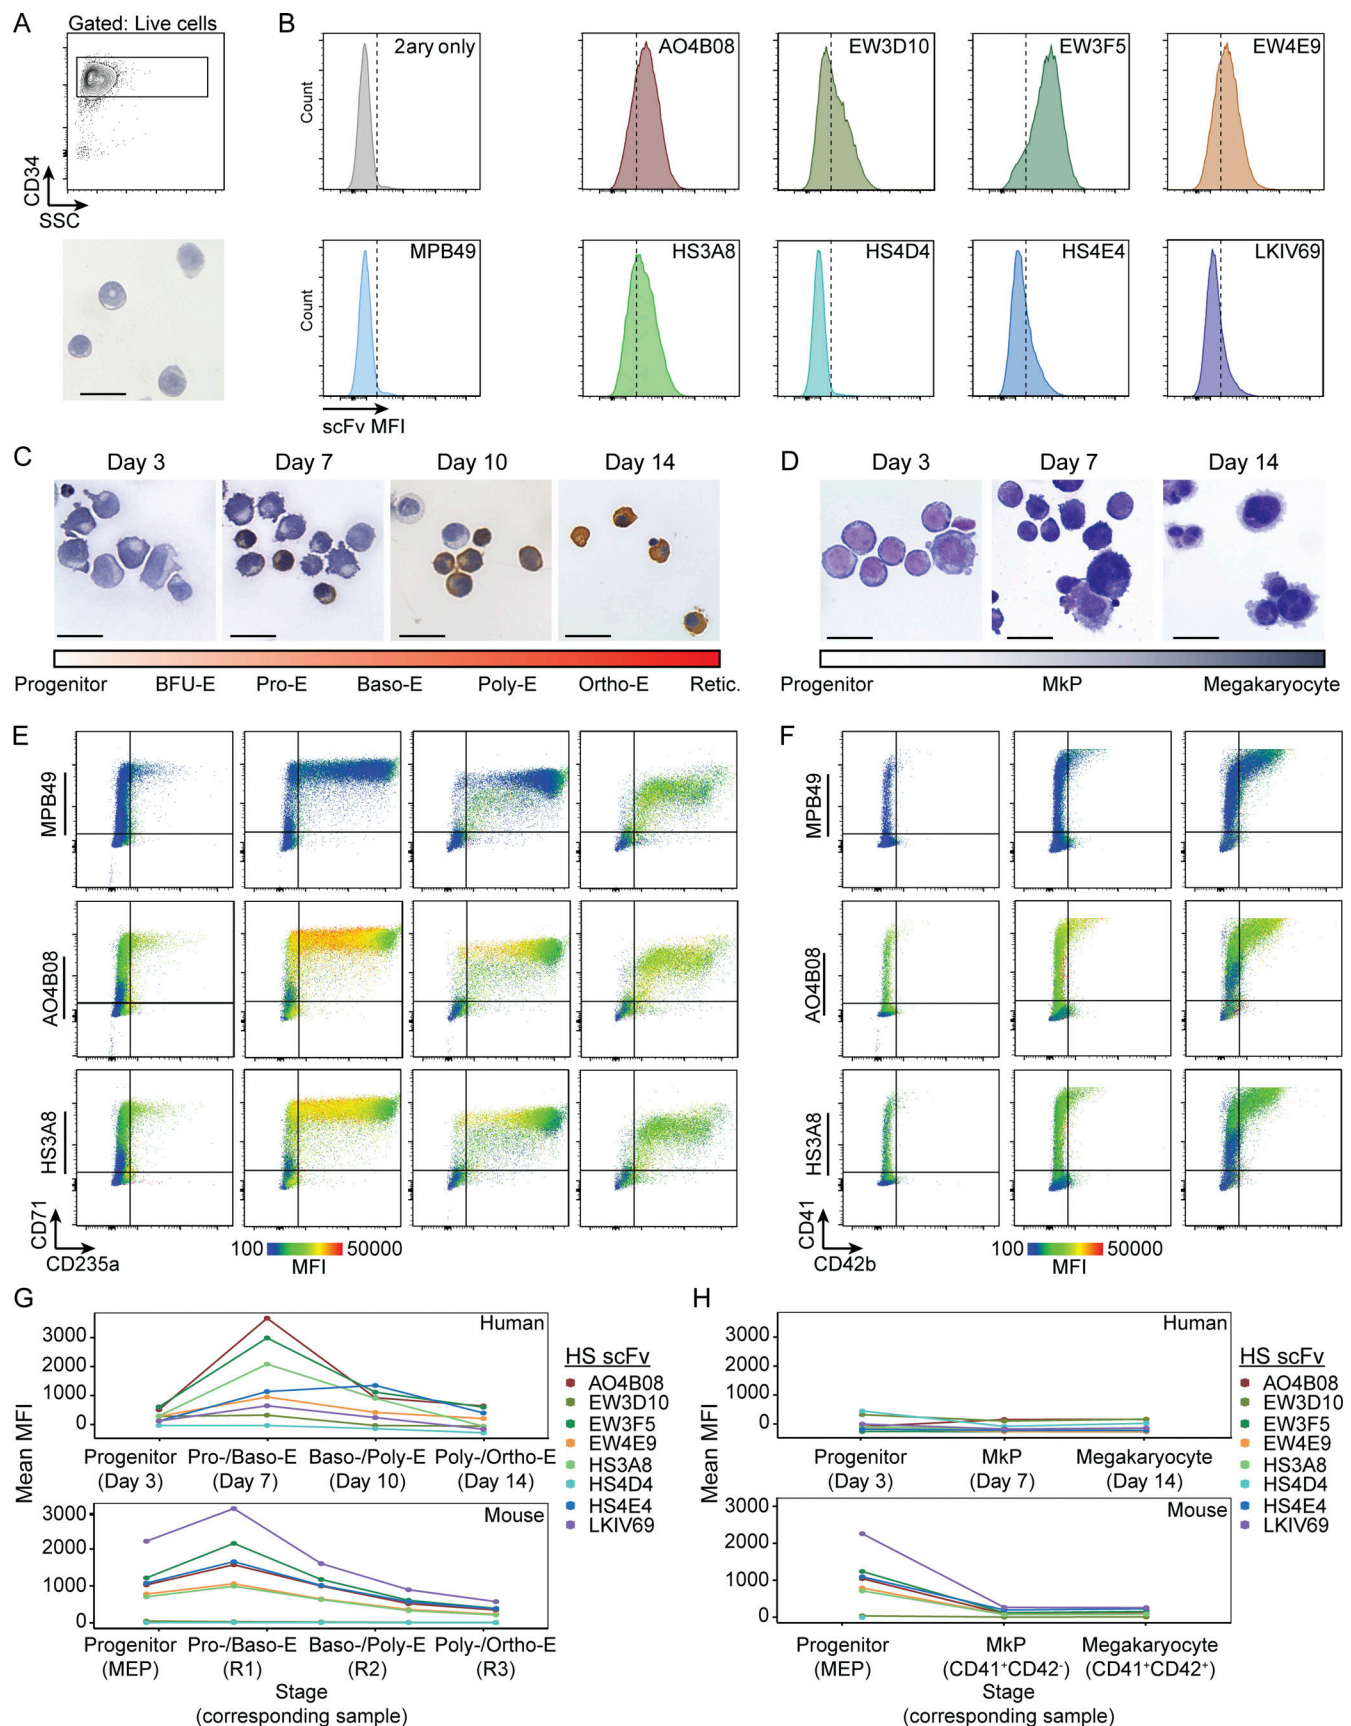 A
Gated: Live cells
CD34
SSC
B
2ary only
AO4B08
EW3D10
EW3F5
EW4E9
Count
MPB49
HS3A8
HS4D4
HS4E4
LKIV69
Count
scFv MFI
C
Day 3
Day 7
Day 10
Day 14
Progenitor
BFU-E
Pro-E
Baso-E
Poly-E
Ortho-E
Retic.
D
Day 3
Day 7
Day 14
Progenitor
MkP
Megakaryocyte
E
MPB49
AO4B08
HS3A8
CD71
CD235a
100
50000
MFI
F
MPB49
AO4B08
HS3A8
CD41
CD42b
100
50000
MFI
G
Mean MFI
Human
3000
2000
1000
0
Progenitor
(Day 3)
Pro-/Baso-E
(Day 7)
Baso-/Poly-E
(Day 10)
Poly-/Ortho-E
(Day 14)
Mouse
3000
2000
1000
0
Progenitor
(MEP)
Pro-/Baso-E
(R1)
Baso-/Poly-E
(R2)
Poly-/Ortho-E
(R3)
Stage
(corresponding sample)
HS scFv
AO4B08
EW3D10
EW3F5
EW4E9
HS3A8
HS4D4
HS4E4
LKIV69
H
Mean MFI
Human
3000
2000
1000
0
Progenitor
(Day 3)
MkP
(Day 7)
Megakaryocyte
(Day 14)
Mouse
3000
2000
1000
0
Progenitor
(MEP)
MkP
(CD41⁺CD42⁻)
Megakaryocyte
(CD41⁺CD42⁺)
Stage
(corresponding sample)
HS scFv
AO4B08
EW3D10
EW3F5
EW4E9
HS3A8
HS4D4
HS4E4
LKIV69